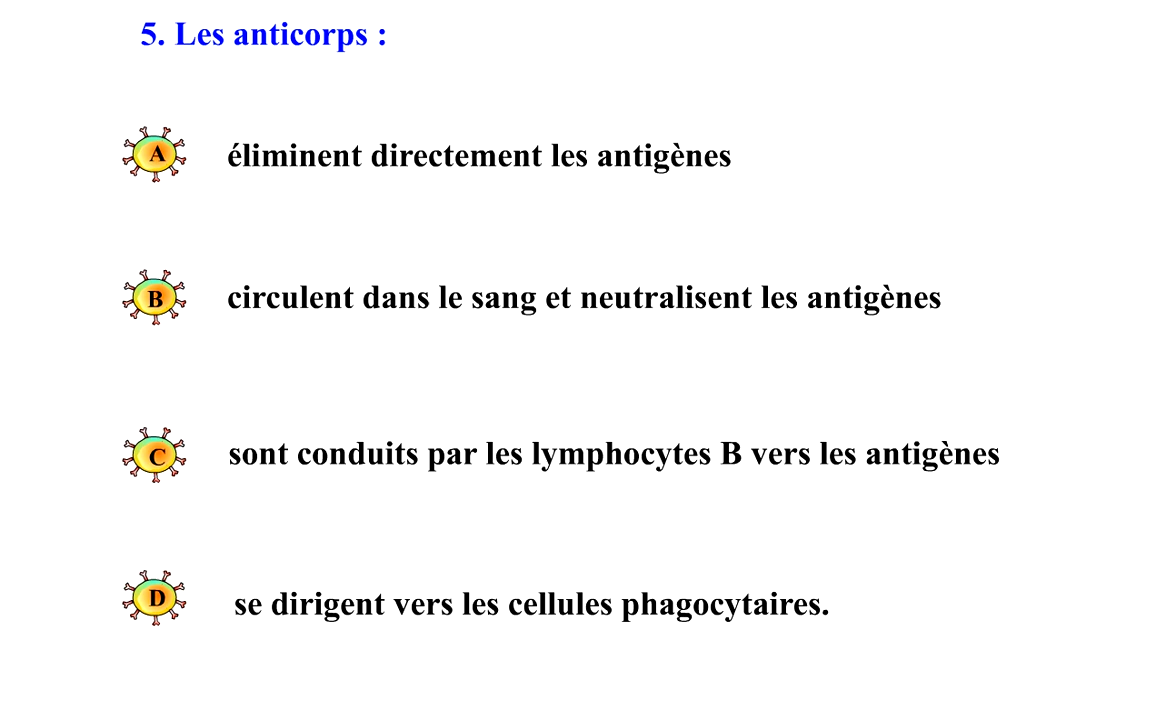 5. Les anticorps :
A éliminent directement les antigènes
B circulent dans le sang et neutralisent les antigènes
C sont conduits par les lymphocytes B vers les antigènes
D se dirigent vers les cellules phagocytaires.